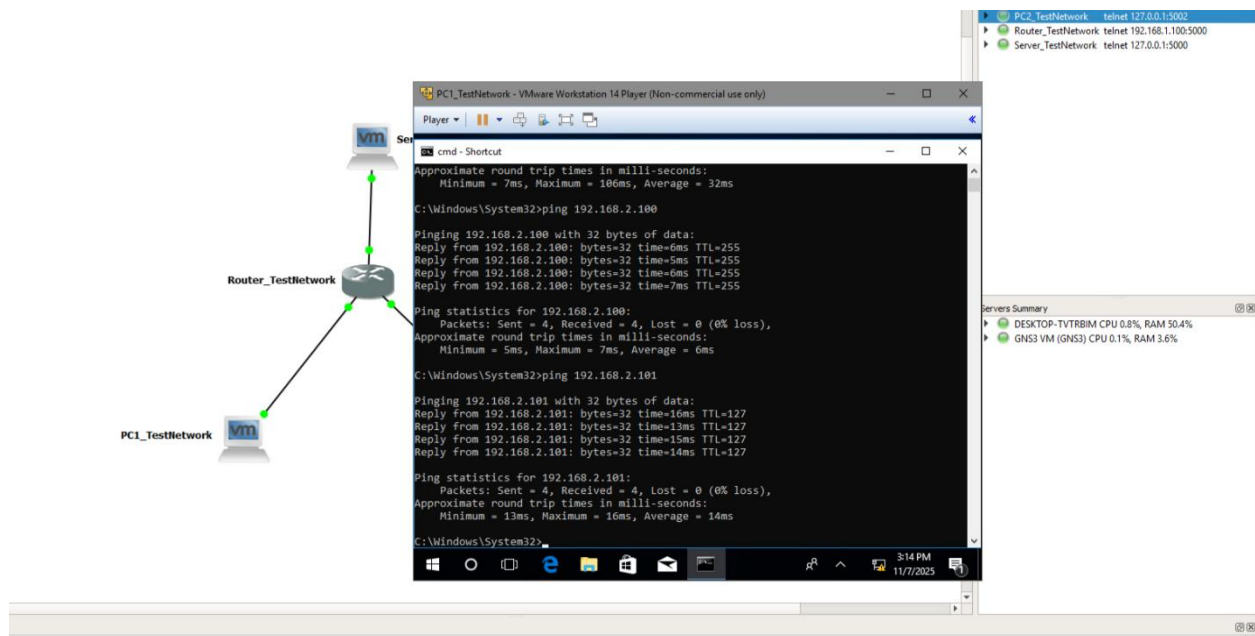 PC2_TestNetwork telnet 127.0.0.1:5002
Router_TestNetwork telnet 192.168.1.100:5000
Server_TestNetwork telnet 127.0.0.1:5000
vm
Ser
Router_TestNetwork
PC1_TestNetwork
vm
PC1_TestNetwork - VMware Workstation 14 Player (Non-commercial use only)
Player
cmd - Shortcut
Approximate round trip times in milli-seconds:
Minimum = 7ms, Maximum = 106ms, Average = 32ms
C:\Windows\System32>ping 192.168.2.100
Pinging 192.168.2.100 with 32 bytes of data:
Reply from 192.168.2.100: bytes=32 time=6ms TTL=255
Reply from 192.168.2.100: bytes=32 time=5ms TTL=255
Reply from 192.168.2.100: bytes=32 time=6ms TTL=255
Reply from 192.168.2.100: bytes=32 time=7ms TTL=255
Ping statistics for 192.168.2.100:
Packets: Sent = 4, Received = 4, Lost = 0 (0% loss),
Approximate round trip times in milli-seconds:
Minimum = 5ms, Maximum = 7ms, Average = 6ms
C:\Windows\System32>ping 192.168.2.101
Pinging 192.168.2.101 with 32 bytes of data:
Reply from 192.168.2.101: bytes=32 time=16ms TTL=127
Reply from 192.168.2.101: bytes=32 time=13ms TTL=127
Reply from 192.168.2.101: bytes=32 time=15ms TTL=127
Reply from 192.168.2.101: bytes=32 time=14ms TTL=127
Ping statistics for 192.168.2.101:
Packets: Sent = 4, Received = 4, Lost = 0 (0% loss),
Approximate round trip times in milli-seconds:
Minimum = 13ms, Maximum = 16ms, Average = 14ms
C:\Windows\System32>_
3:14 PM
11/7/2025
1
Servers Summary
DESKTOP-TVTRBIM CPU 0.8%, RAM 50.4%
GNS3 VM (GNS3) CPU 0.1%, RAM 3.6%